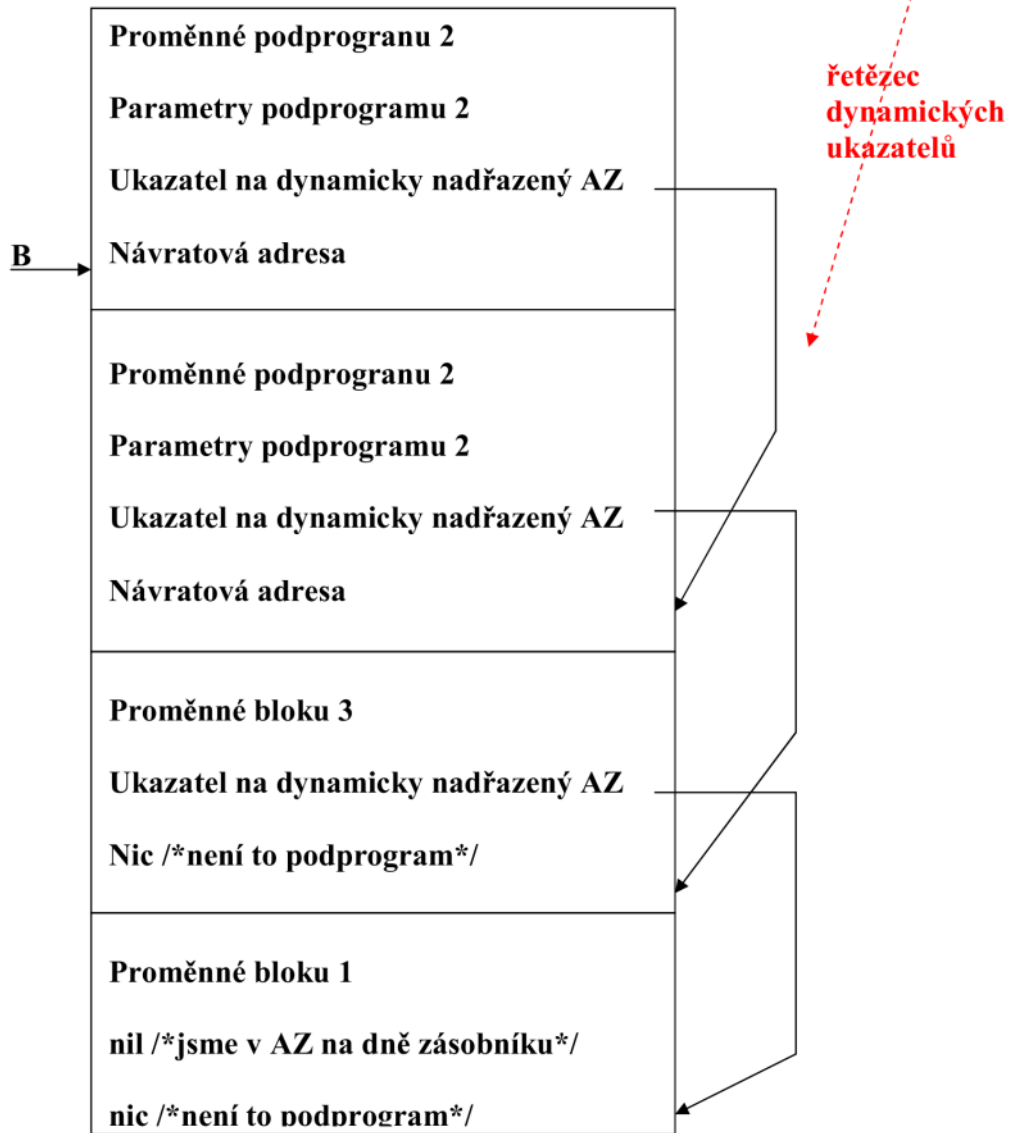 Proměnné podprogranu 2
Parametry podprogramu 2
Ukazatel na dynamicky nadřazený AZ
Návratová adresa
B
řetězec
dynamických
ukazatelů
Proměnné podprogranu 2
Parametry podprogramu 2
Ukazatel na dynamicky nadřazený AZ
Návratová adresa
Proměnné bloku 3
Ukazatel na dynamicky nadřazený AZ
Nic /*není to podprogram*/
Proměnné bloku 1
nil /*jsme v AZ na dně zásobníku*/
nic /*není to podprogram*/